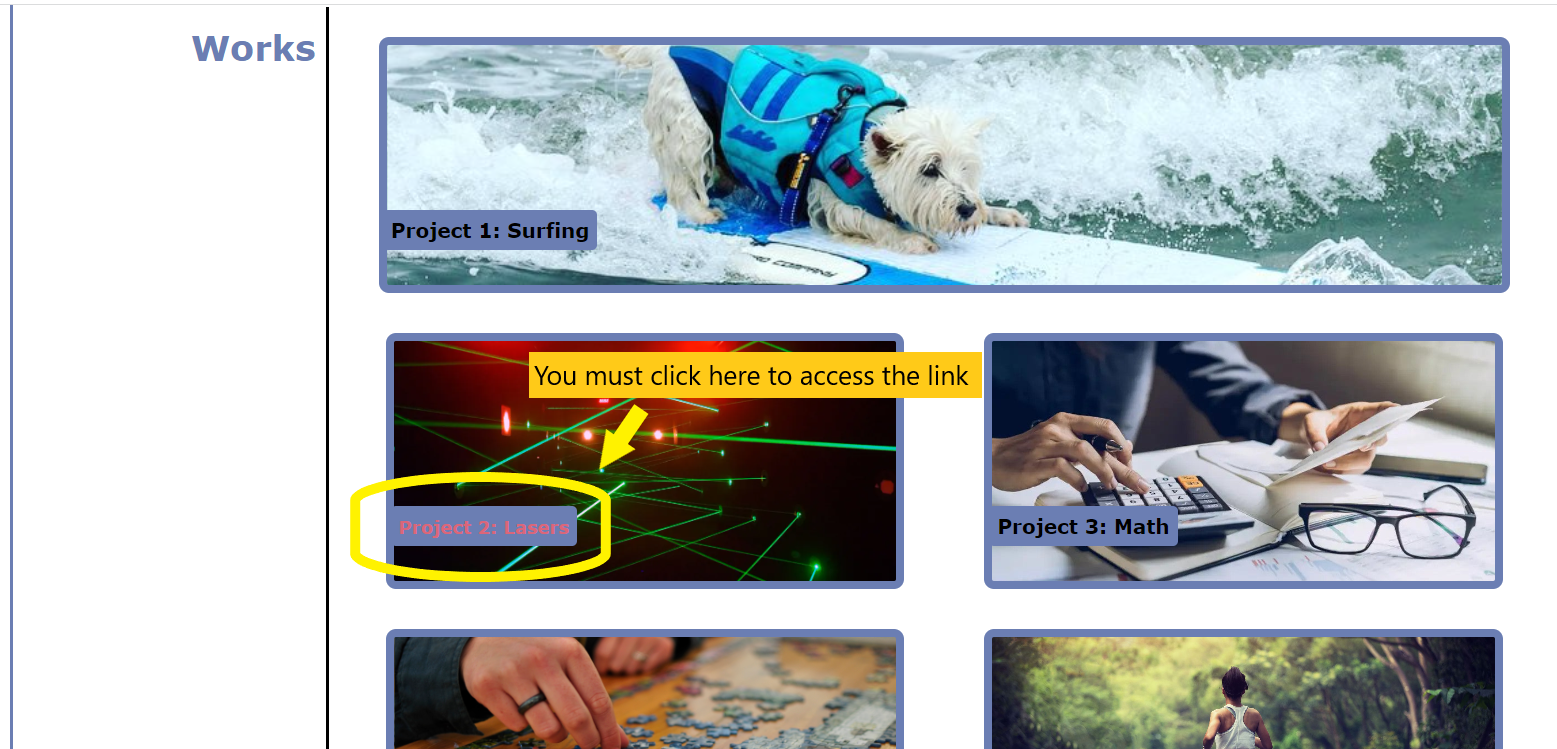 Works
Project 1: Surfing
You must click here to access the link
Project 2: Lasers
Project 3: Math